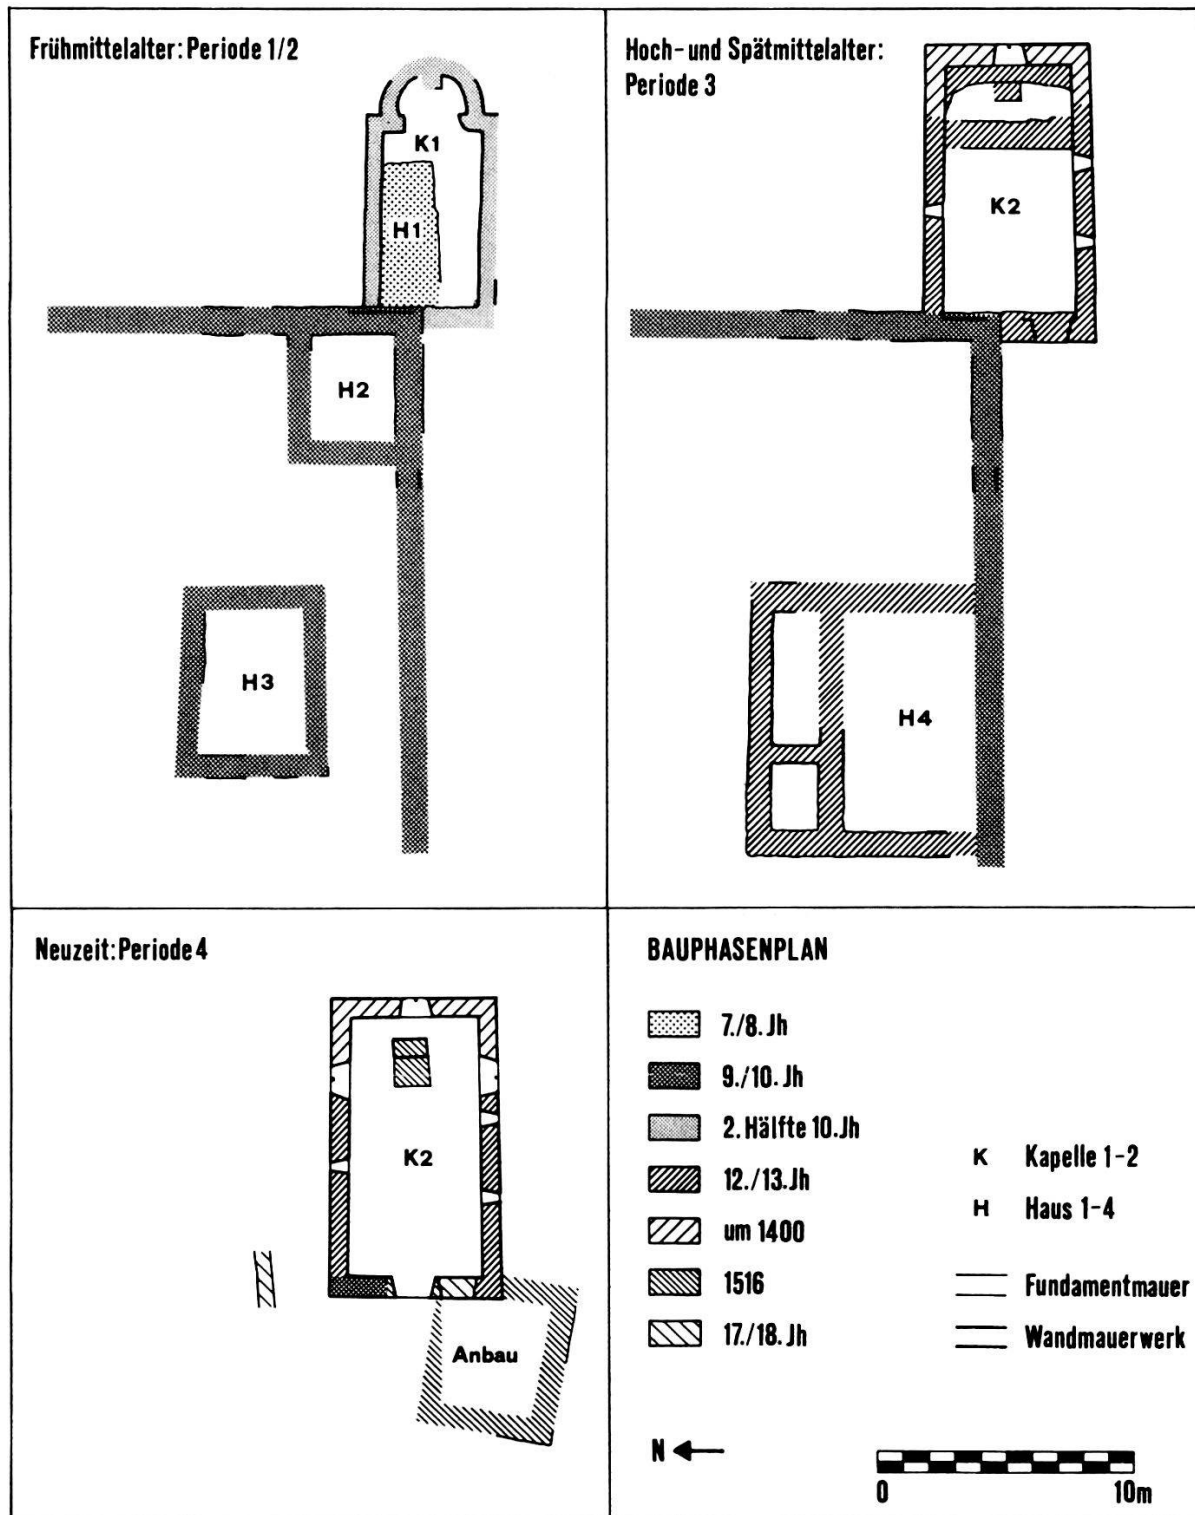 Frühmittelalter: Periode 1/2
K1
H1
H2
H3
Hoch- und Spätmittelalter:
Periode 3
K2
H4
Neuzeit: Periode 4
K2
Anbau
BAUPHASENPLAN
7./8. Jh
9./10. Jh
2. Hälfte 10. Jh
12./13. Jh
um 1400
1516
17./18. Jh
K Kapelle 1-2
H Haus 1-4
Fundamentmauer
Wandmauerwerk
N
0 10m